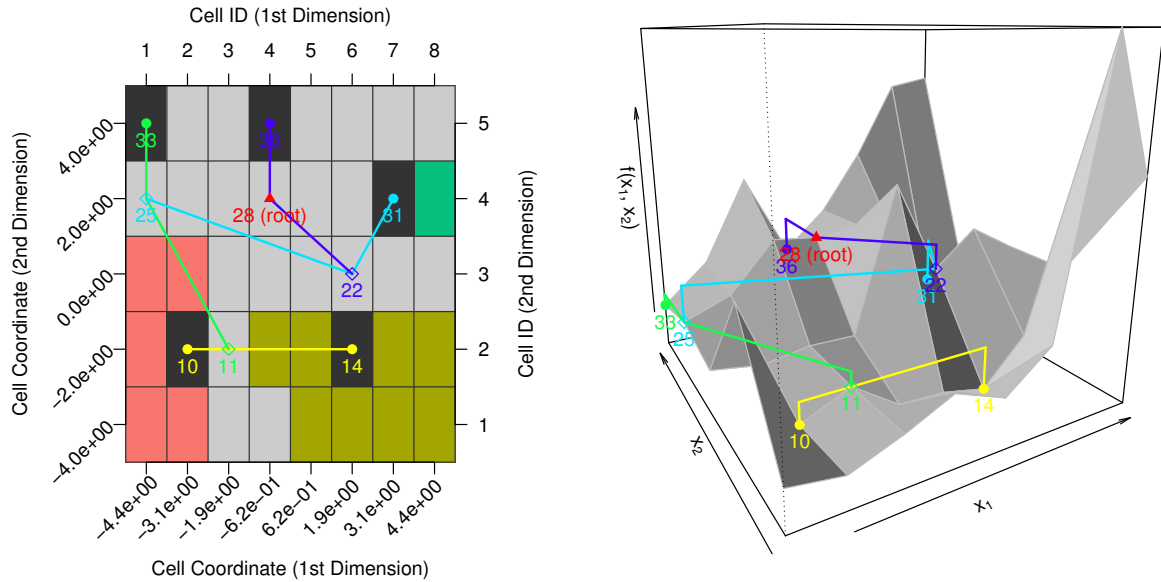 Cell ID (1st Dimension)
1 2 3 4 5 6 7 8
Cell Coordinate (2nd Dimension)
4.0e+00
2.0e+00
0.0e+00
−2.0e+00
−4.0e+00
33
36
25
28 (root)
31
22
10
11
14
5
4
3
2
1
Cell ID (2nd Dimension)
−4.4e+00
−3.1e+00
−1.9e+00
−6.2e−01
6.2e−01
1.9e+00
3.1e+00
4.4e+00
Cell Coordinate (1st Dimension)
f(x₁, x₂)
28 (root)
36
22
31
33
25
11
14
10
x₂
x₁